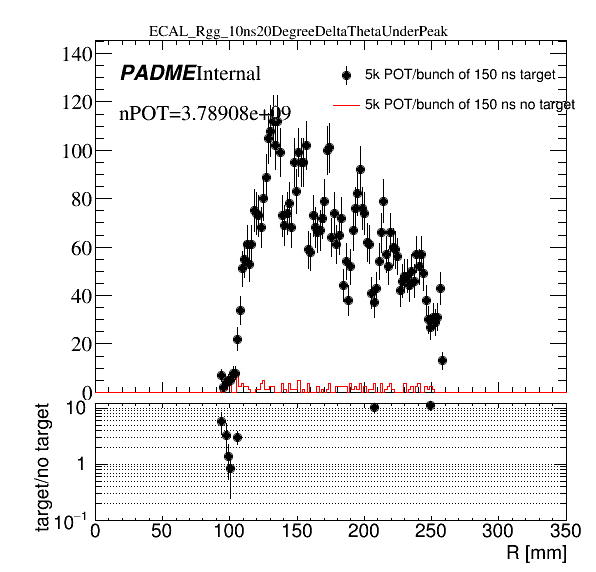 ECAL_Rgg_10ns20DegreeDeltaThetaUnderPeak
140
120
100
80
60
40
20
0
PADME Internal
nPOT=3.78908e+09
5k POT/bunch of 150 ns target
5k POT/bunch of 150 ns no target
target/no target
10
1
10⁻¹
0 50 100 150 200 250 300 350
R [mm]